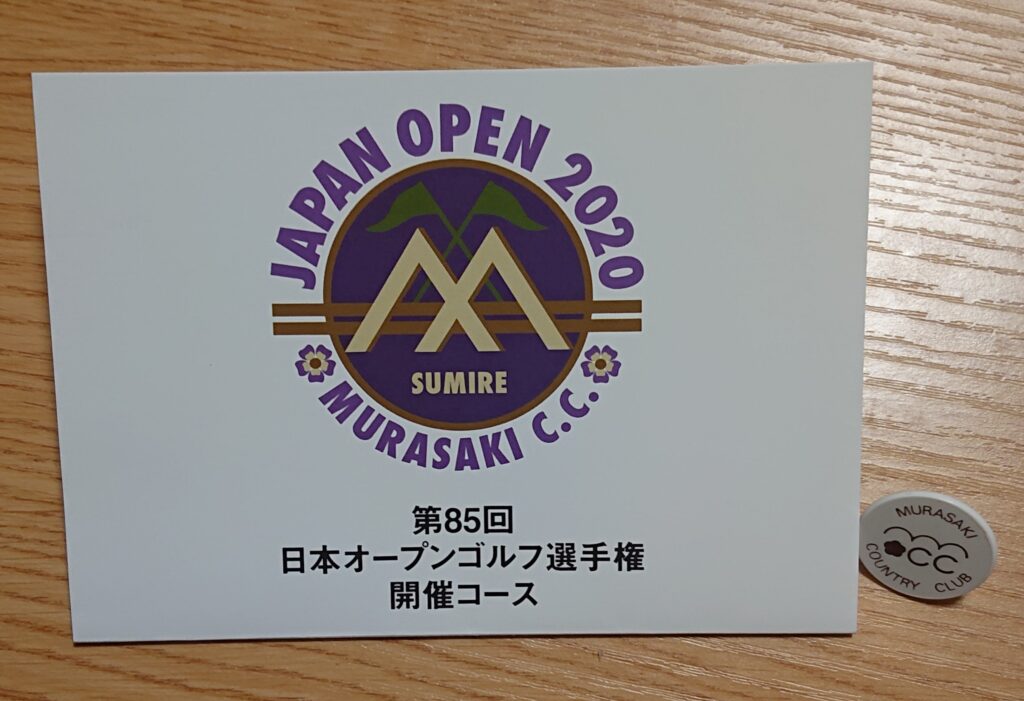 JAPAN OPEN 2020
SUMIRE
MURASAKI C.C.
第85回
日本オープンゴルフ選手権
開催コース
MURASAKI
CC
COUNTRY CLUB